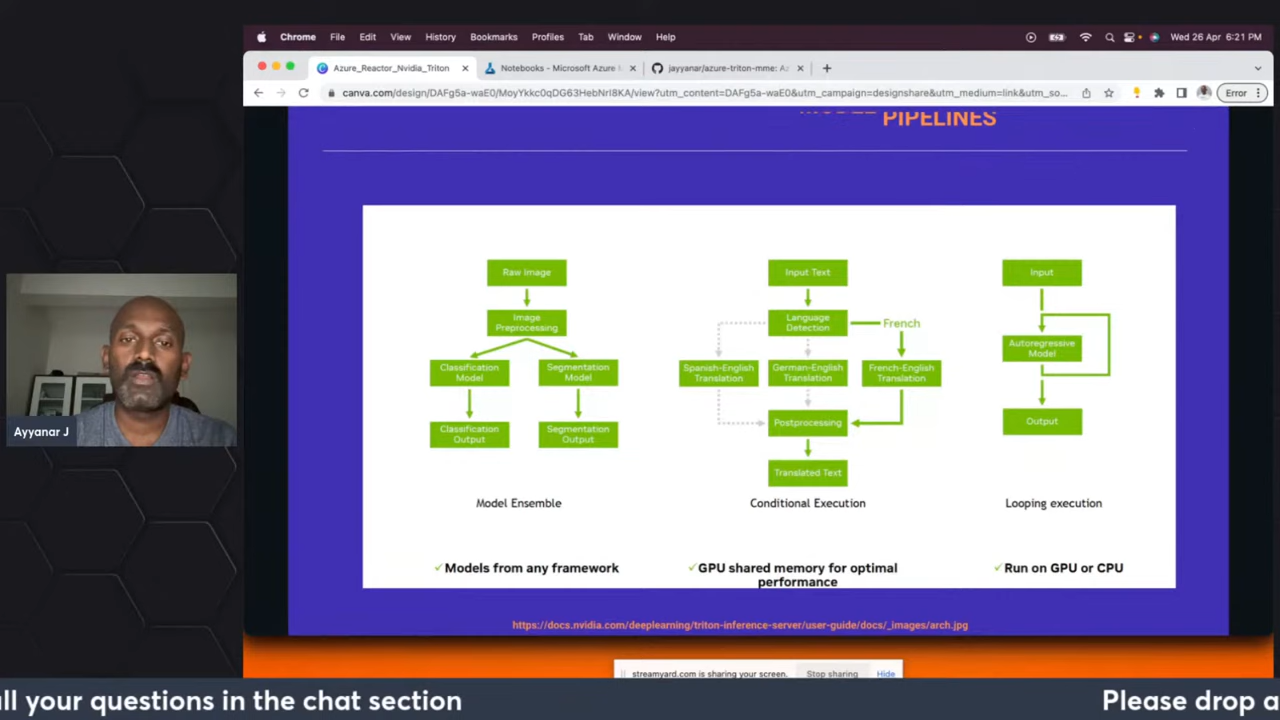 Chrome File Edit View History Bookmarks Profiles Tab Window Help
Wed 26 Apr 6:21 PM
Azure_Reactor_Nvidia_Triton
Notebooks - Microsoft Azure
jayyanar/azure-triton-mme: Az
canva.com/design/DAFg5a-waE0/MoyYkkc0qDG63HebNrI8KA/view?utm_content=DAFg5a-waE0&utm_campaign=designshare&utm_medium=link&utm_so...
Error
PIPELINES
Raw Image
Image
Preprocessing
Classification
Model
Segmentation
Model
Classification
Output
Segmentation
Output
Model Ensemble
Models from any framework
Input Text
Language
Detection
French
Spanish-English
Translation
German-English
Translation
French-English
Translation
Postprocessing
Translated Text
Conditional Execution
GPU shared memory for optimal
performance
Input
Autoregressive
Model
Output
Looping execution
Run on GPU or CPU
https://docs.nvidia.com/deeplearning/triton-inference-server/user-guide/docs/_images/arch.jpg
Ayyanar J
streamyard.com is sharing your screen.
Stop sharing
Hide
ll your questions in the chat section
Please drop a